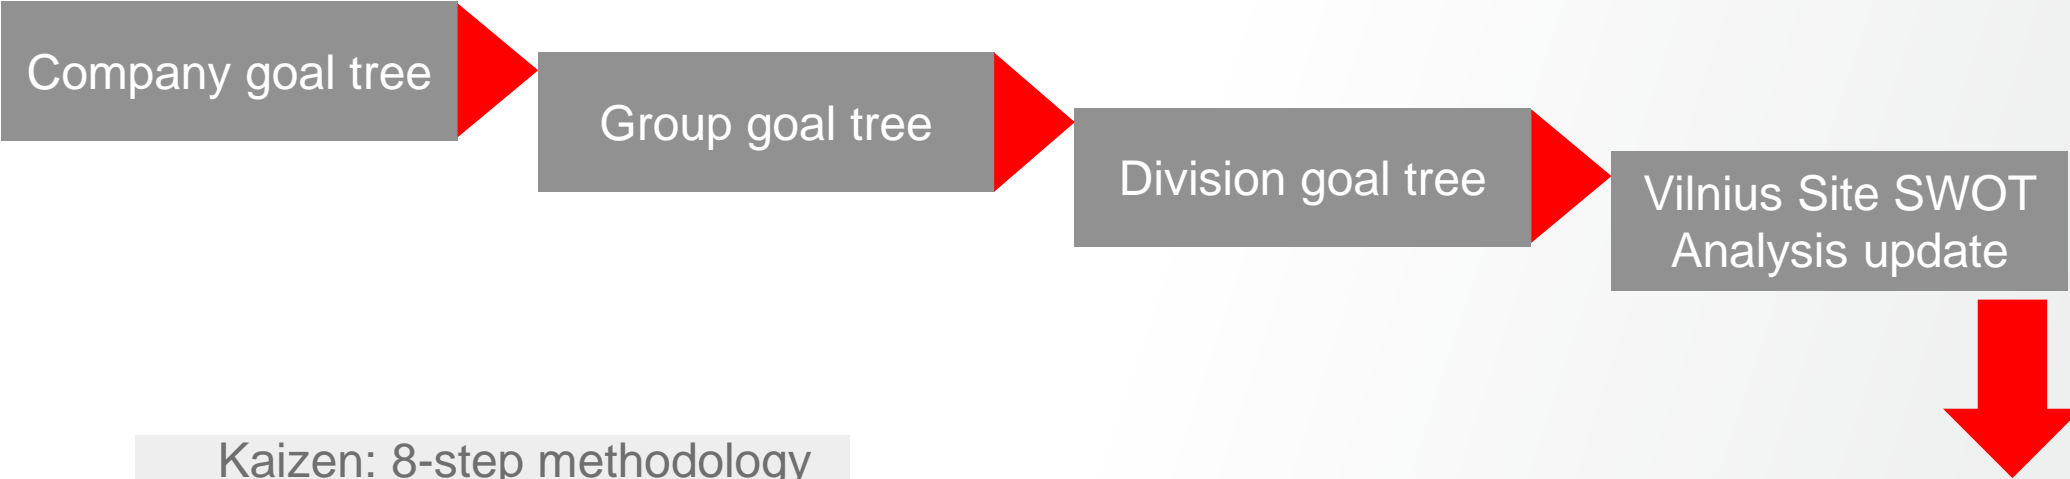 Company goal tree
Group goal tree
Division goal tree
Vilnius Site SWOT
Analysis update
Kaizen: 8-step methodology